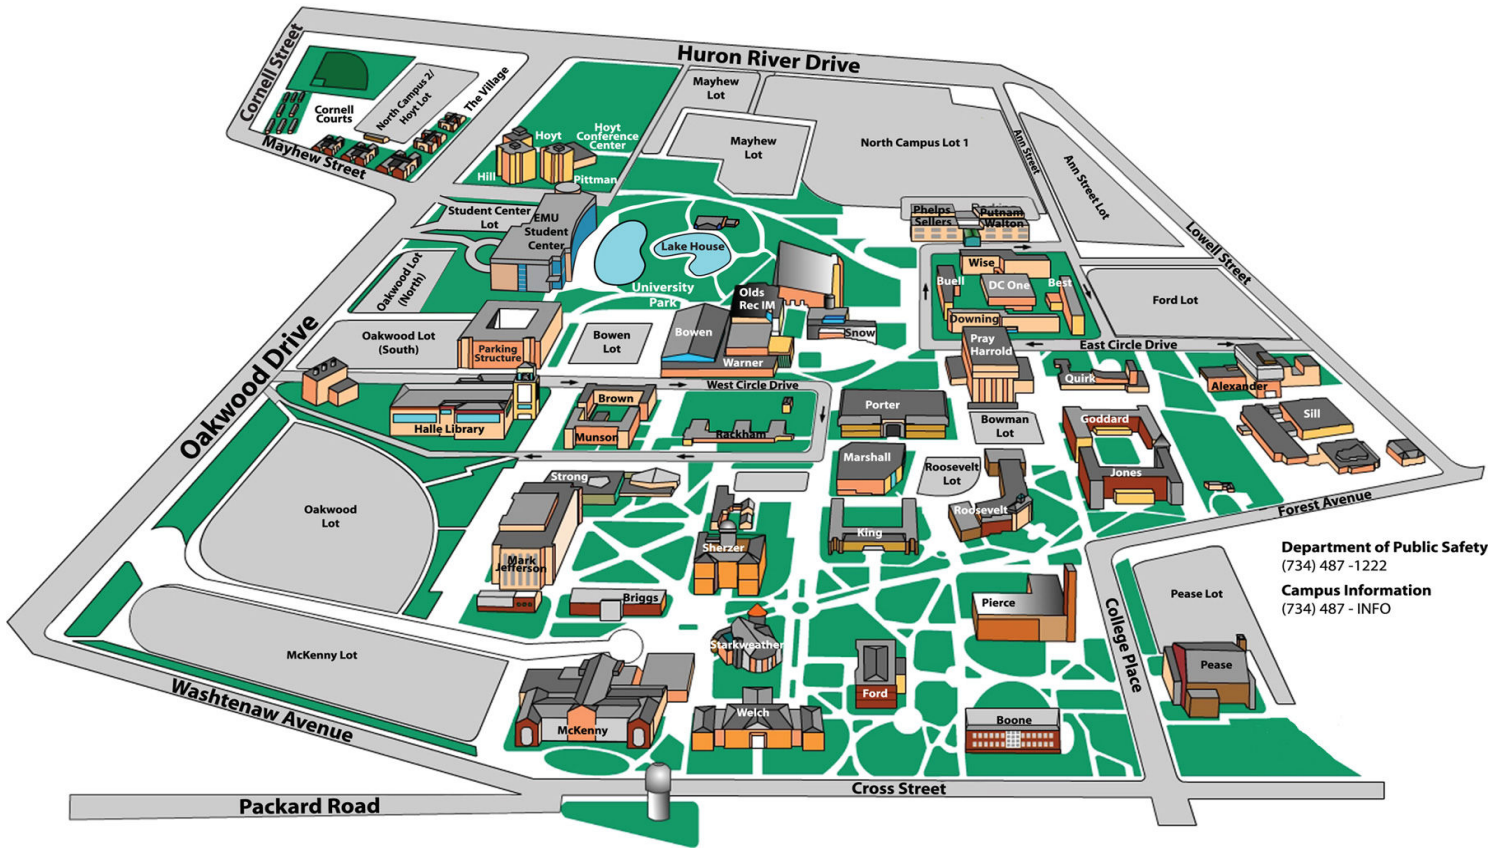 Huron River Drive
Cornell Street
Mayhew
Lot
North Campus 2/
Hoyt Lot
The Village
Cornell
Courts
Mayhew Street
Hoyt
Hoyt
Conference
Center
Hill
Pittman
Mayhew
Lot
North Campus Lot 1
Ann Street
Ann Street Lot
Lowell Street
Student Center
Lot
EMU
Student
Center
Phelps
Putnam
Sellers
Walton
Lake House
Oakwood Lot
(North)
University
Park
Olds
Rec IM
Wise
Buell
DC One
Best
Downing
Ford Lot
Oakwood Lot
(South)
Parking
Structure
Bowen
Lot
Bowen
Snow
Warner
Pray
Harrold
East Circle Drive
Oakwood Drive
West Circle Drive
Quirk
Alexander
Halle Library
Brown
Munson
Rackham
Porter
Bowman
Lot
Goddard
Sill
Marshall
Roosevelt
Lot
Jones
Strong
Oakwood
Lot
Roosevelt
Forest Avenue
King
Sherzer
Mark
Jefferson
Department of Public Safety
(734) 487 -1222
Campus Information
(734) 487 - INFO
Briggs
Pierce
College Place
Pease Lot
Starkweather
McKenny Lot
Pease
Ford
Washtenaw Avenue
McKenny
Welch
Boone
Cross Street
Packard Road